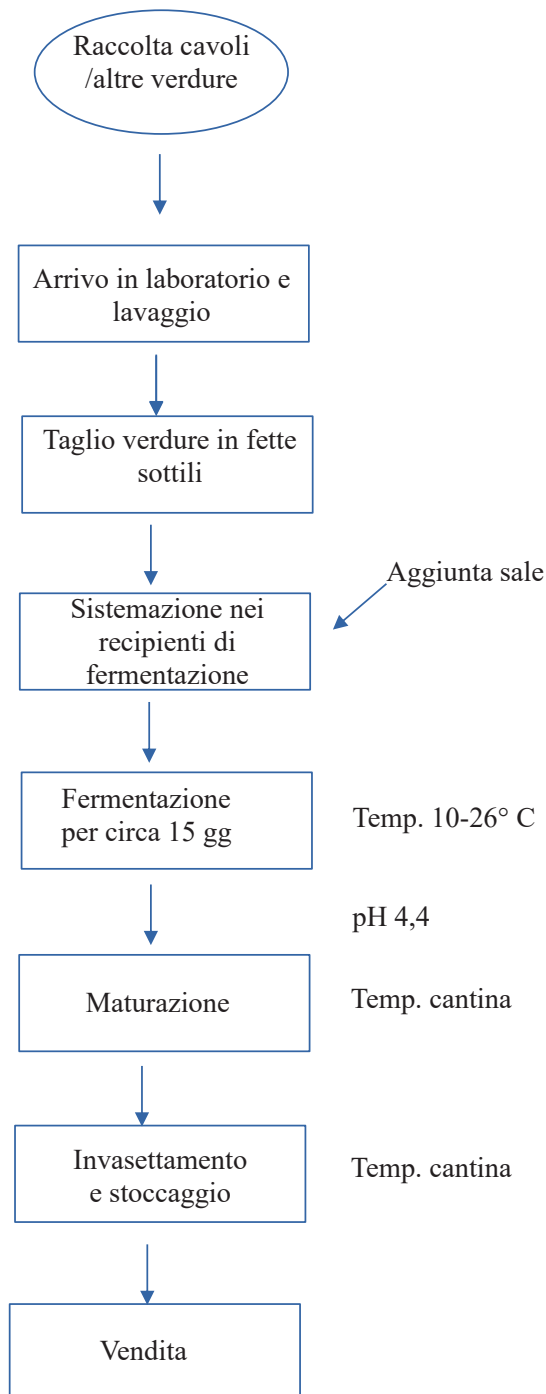 Raccolta cavoli
/altre verdure
Arrivo in laboratorio e
lavaggio
Taglio verdure in fette
sottili
Aggiunta sale
Sistemazione nei
recipienti di
fermentazione
Fermentazione
per circa 15 gg
Temp. 10-26° C
pH 4,4
Maturazione
Temp. cantina
Invasettamento
e stoccaggio
Temp. cantina
Vendita